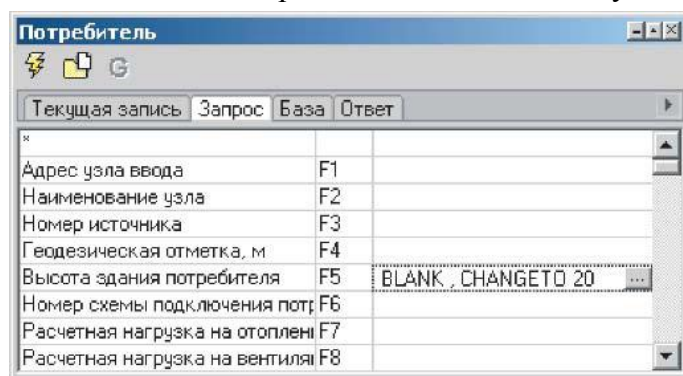 Потребитель
G
Текущая запись Запрос База Ответ
*
Адрес узла ввода F1
Наименование узла F2
Номер источника F3
Геодезическая отметка, м F4
Высота здания потребителя F5 BLANK , CHANGETO 20 ...
Номер схемы подключения потр F6
Расчетная нагрузка на отоплени F7
Расчетная нагрузка на вентиляц F8